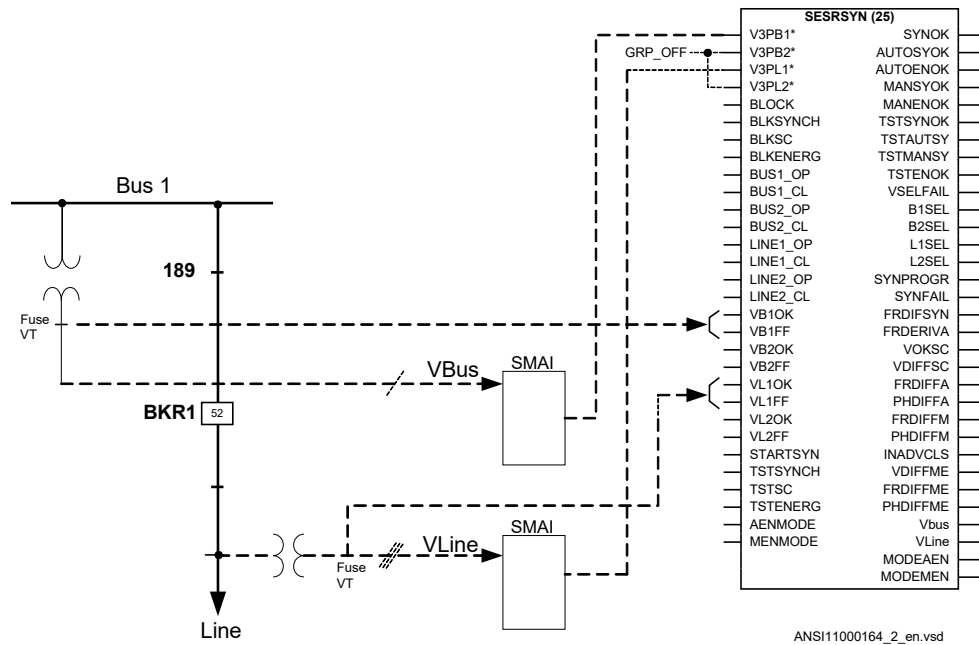 SESRSYN (25)
V3PB1* SYNOK
GRP_OFF V3PB2* AUTOSYOK
V3PL1* AUTOENOK
V3PL2* MANSYOK
BLOCK MANENOK
BLKSYNCH TSTSYNOK
BLKSC TSTAUTSY
BLKENERG TSTMANSY
BUS1_OP TSTENOK
BUS1_CL VSELFAIL
BUS2_OP B1SEL
BUS2_CL B2SEL
LINE1_OP L1SEL
LINE1_CL L2SEL
LINE2_OP SYNPROGR
LINE2_CL SYNFAIL
VB1OK FRDIFSYN
VB1FF FRDERIVA
VB2OK VOKSC
VB2FF VDIFFSC
VL1OK FRDIFFA
VL1FF PHDIFFA
VL2OK FRDIFFM
VL2FF PHDIFFM
STARTSYN INADVCLS
TSTSYNCH VDIFFME
TSTSC FRDIFFME
TSTENERG PHDIFFME
AENMODE Vbus
MENMODE VLine
MODEAEN
MODEMEN
Bus 1
189
Fuse
VT
VBus
SMAI
BKR1 52
VLine
SMAI
Fuse
VT
Line
ANSI11000164_2_en.vsd